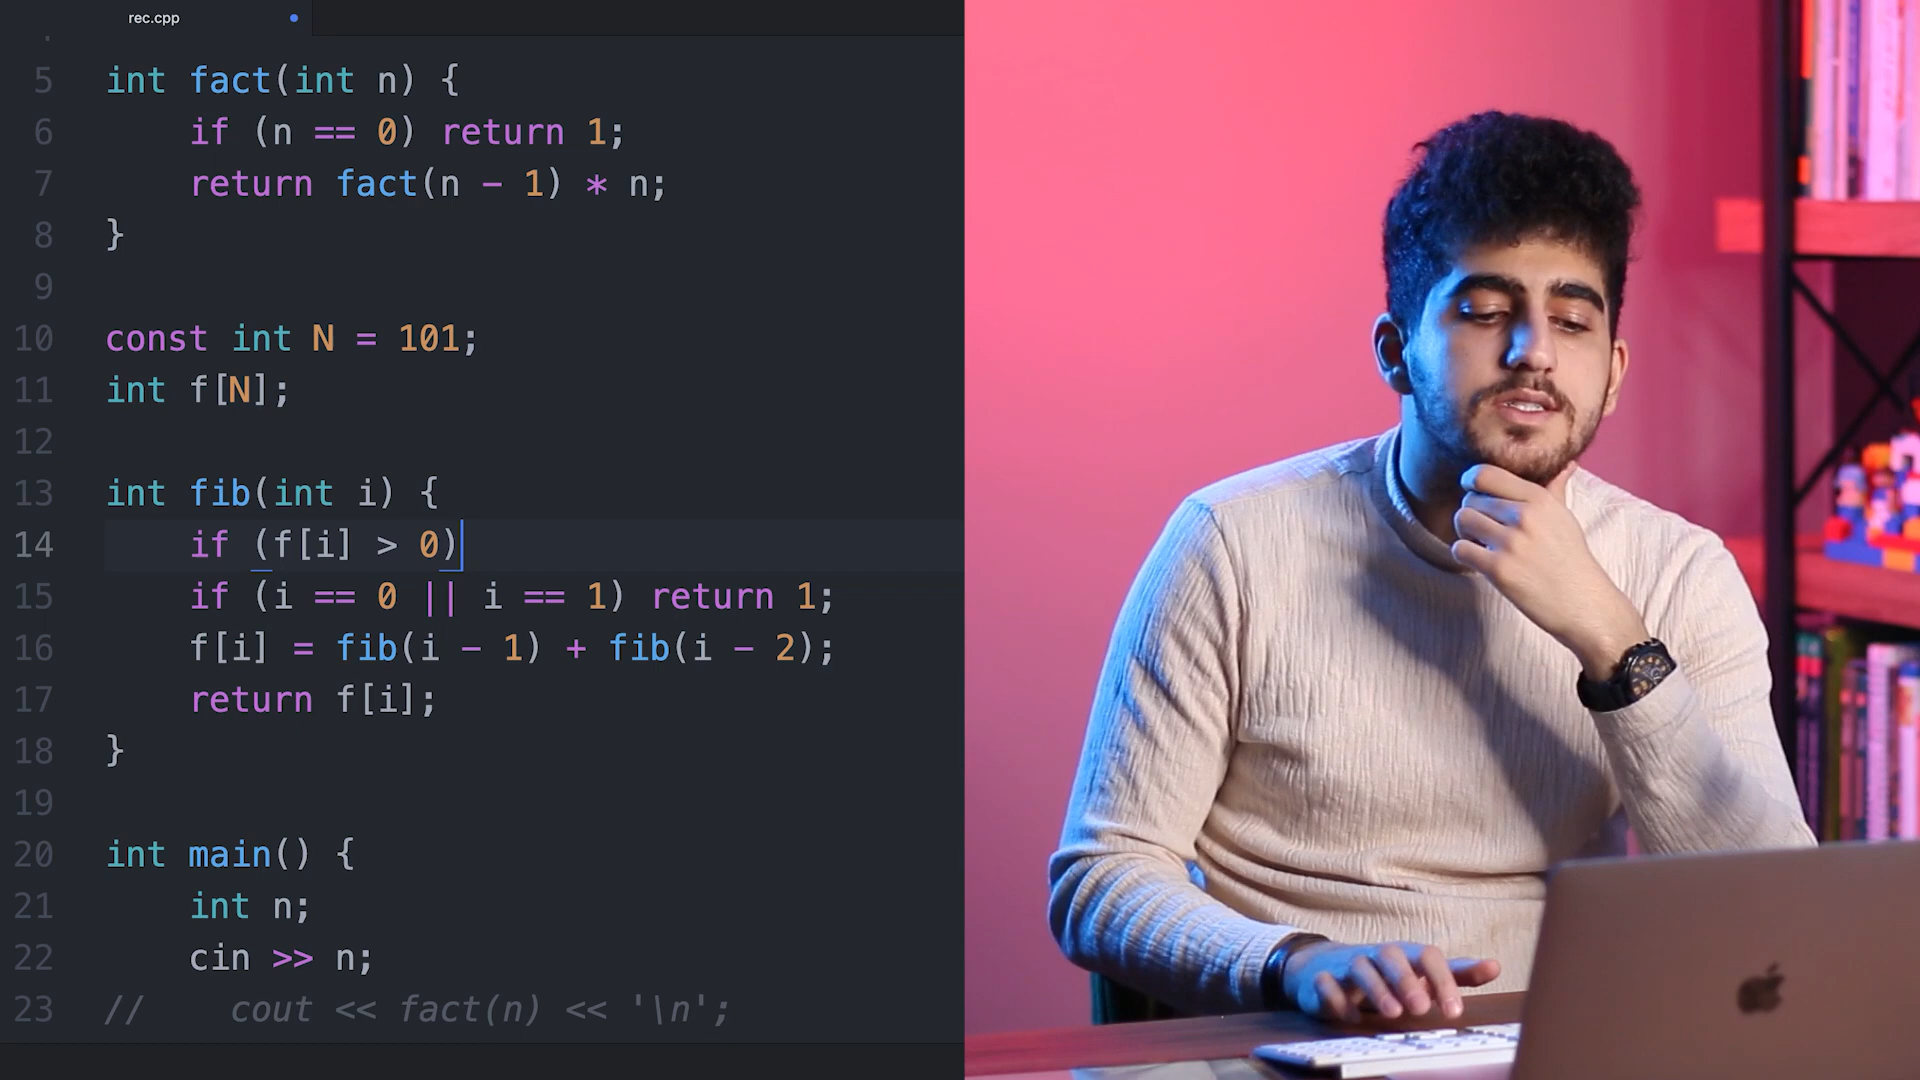 rec.cpp
5 int fact(int n) {
6 if (n == 0) return 1;
7 return fact(n - 1) * n;
8 }
9
10 const int N = 101;
11 int f[N];
12
13 int fib(int i) {
14 if (f[i] > 0)
15 if (i == 0 || i == 1) return 1;
16 f[i] = fib(i - 1) + fib(i - 2);
17 return f[i];
18 }
19
20 int main() {
21 int n;
22 cin >> n;
23 // cout << fact(n) << '\n';